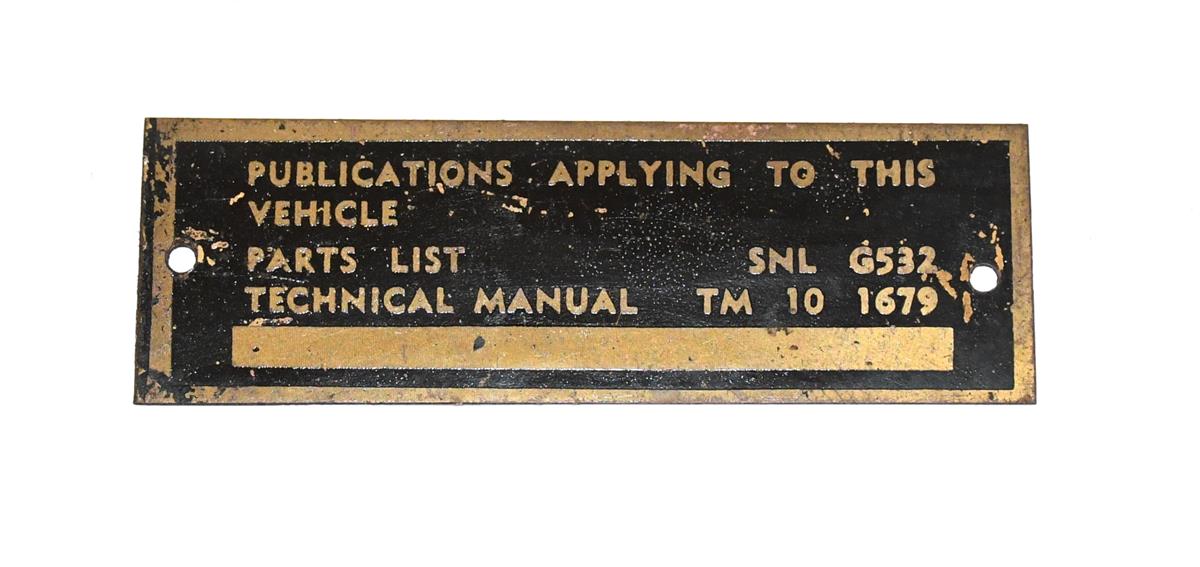 PUBLICATIONS APPLYING TO THIS
VEHICLE
PARTS LIST SNL G532
TECHNICAL MANUAL TM 10 1679